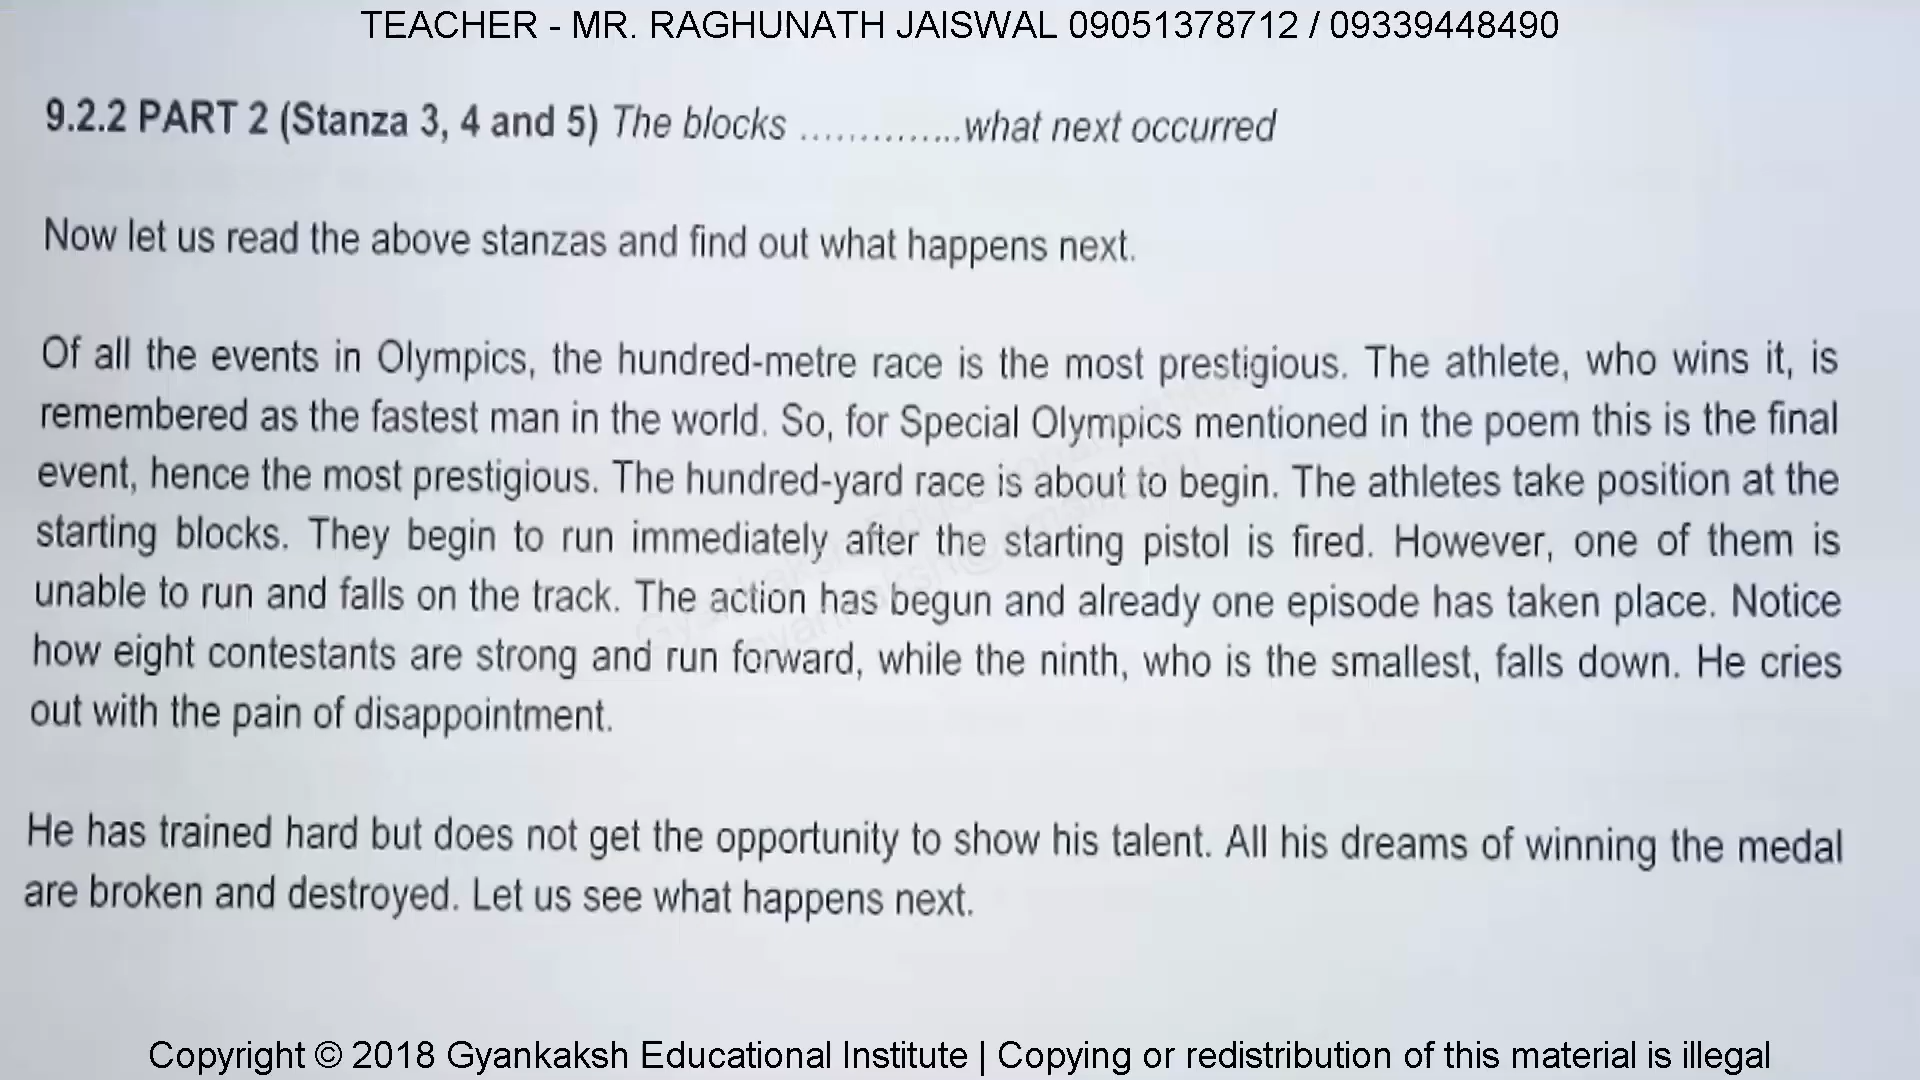 TEACHER - MR. RAGHUNATH JAISWAL 09051378712 / 09339448490
9.2.2 PART 2 (Stanza 3, 4 and 5) The blocks ..............what next occurred
Now let us read the above stanzas and find out what happens next.
Of all the events in Olympics, the hundred-metre race is the most prestigious. The athlete, who wins it, is
remembered as the fastest man in the world. So, for Special Olympics mentioned in the poem this is the final
event, hence the most prestigious. The hundred-yard race is about to begin. The athletes take position at the
starting blocks. They begin to run immediately after the starting pistol is fired. However, one of them is
unable to run and falls on the track. The action has begun and already one episode has taken place. Notice
how eight contestants are strong and run forward, while the ninth, who is the smallest, falls down. He cries
out with the pain of disappointment.
He has trained hard but does not get the opportunity to show his talent. All his dreams of winning the medal
are broken and destroyed. Let us see what happens next.
Copyright © 2018 Gyankaksh Educational Institute | Copying or redistribution of this material is illegal